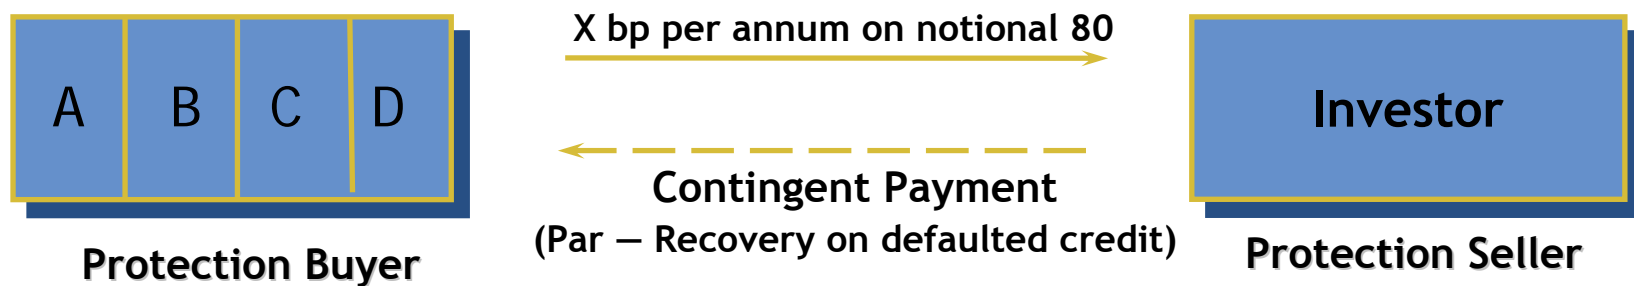 X bp per annum on notional 80
A B C D
Investor
Contingent Payment
(Par — Recovery on defaulted credit)
Protection Buyer
Protection Seller